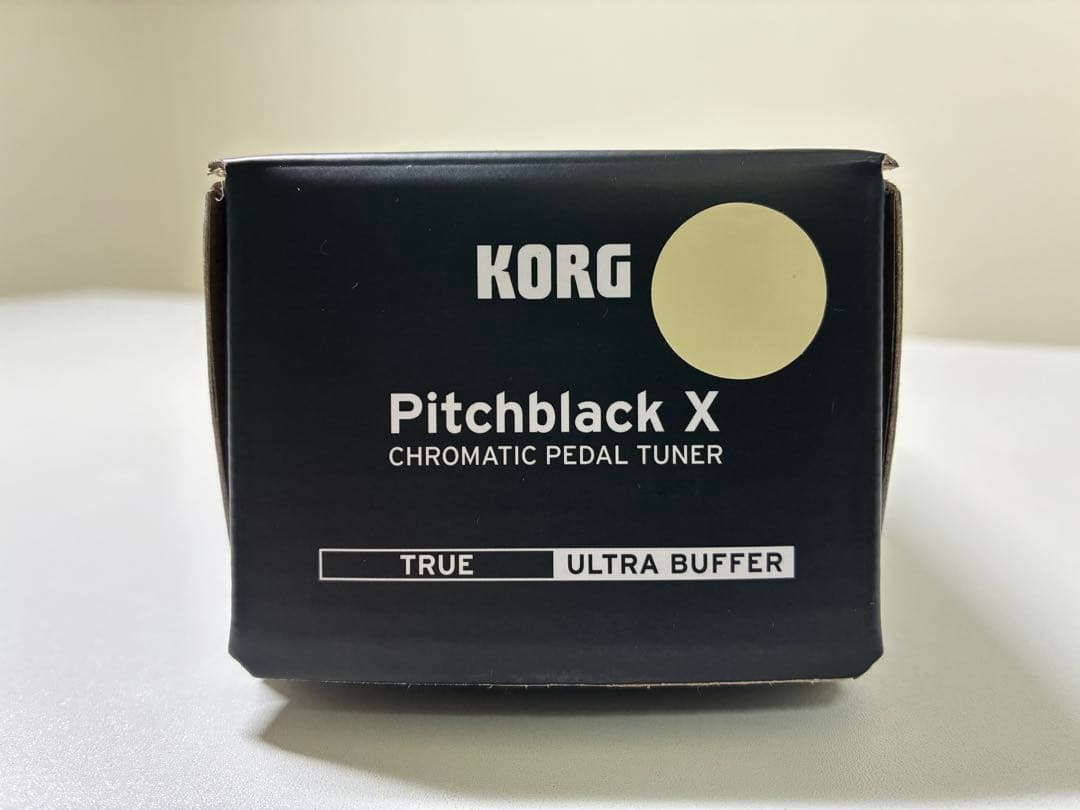 KORG
Pitchblack X
CHROMATIC PEDAL TUNER
TRUE ULTRA BUFFER